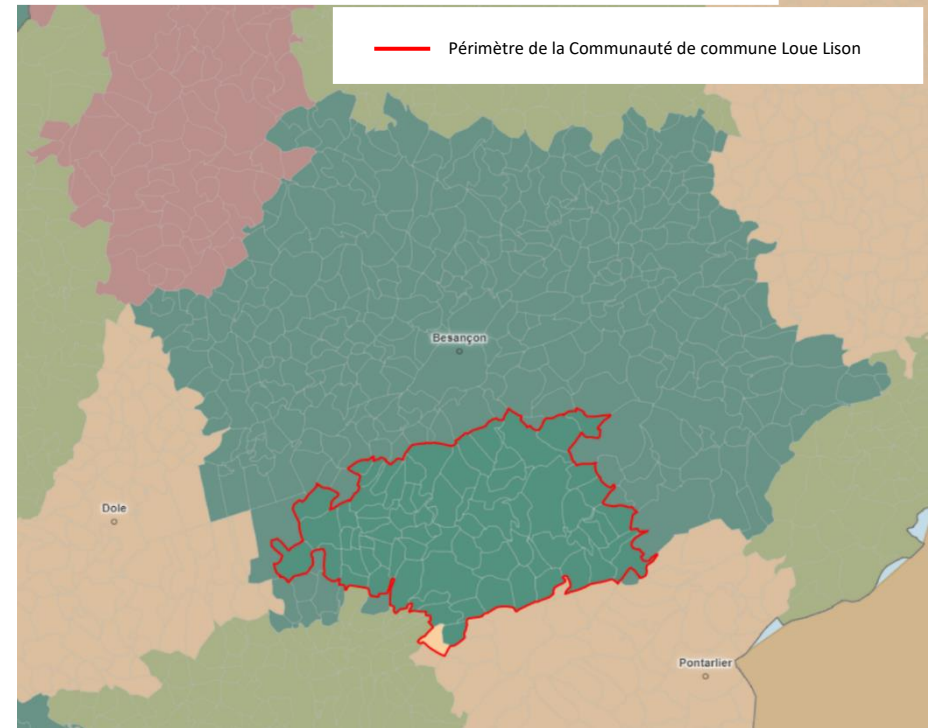 Périmètre de la Communauté de commune Loue Lison
Besançon
Dole
Pontarlier